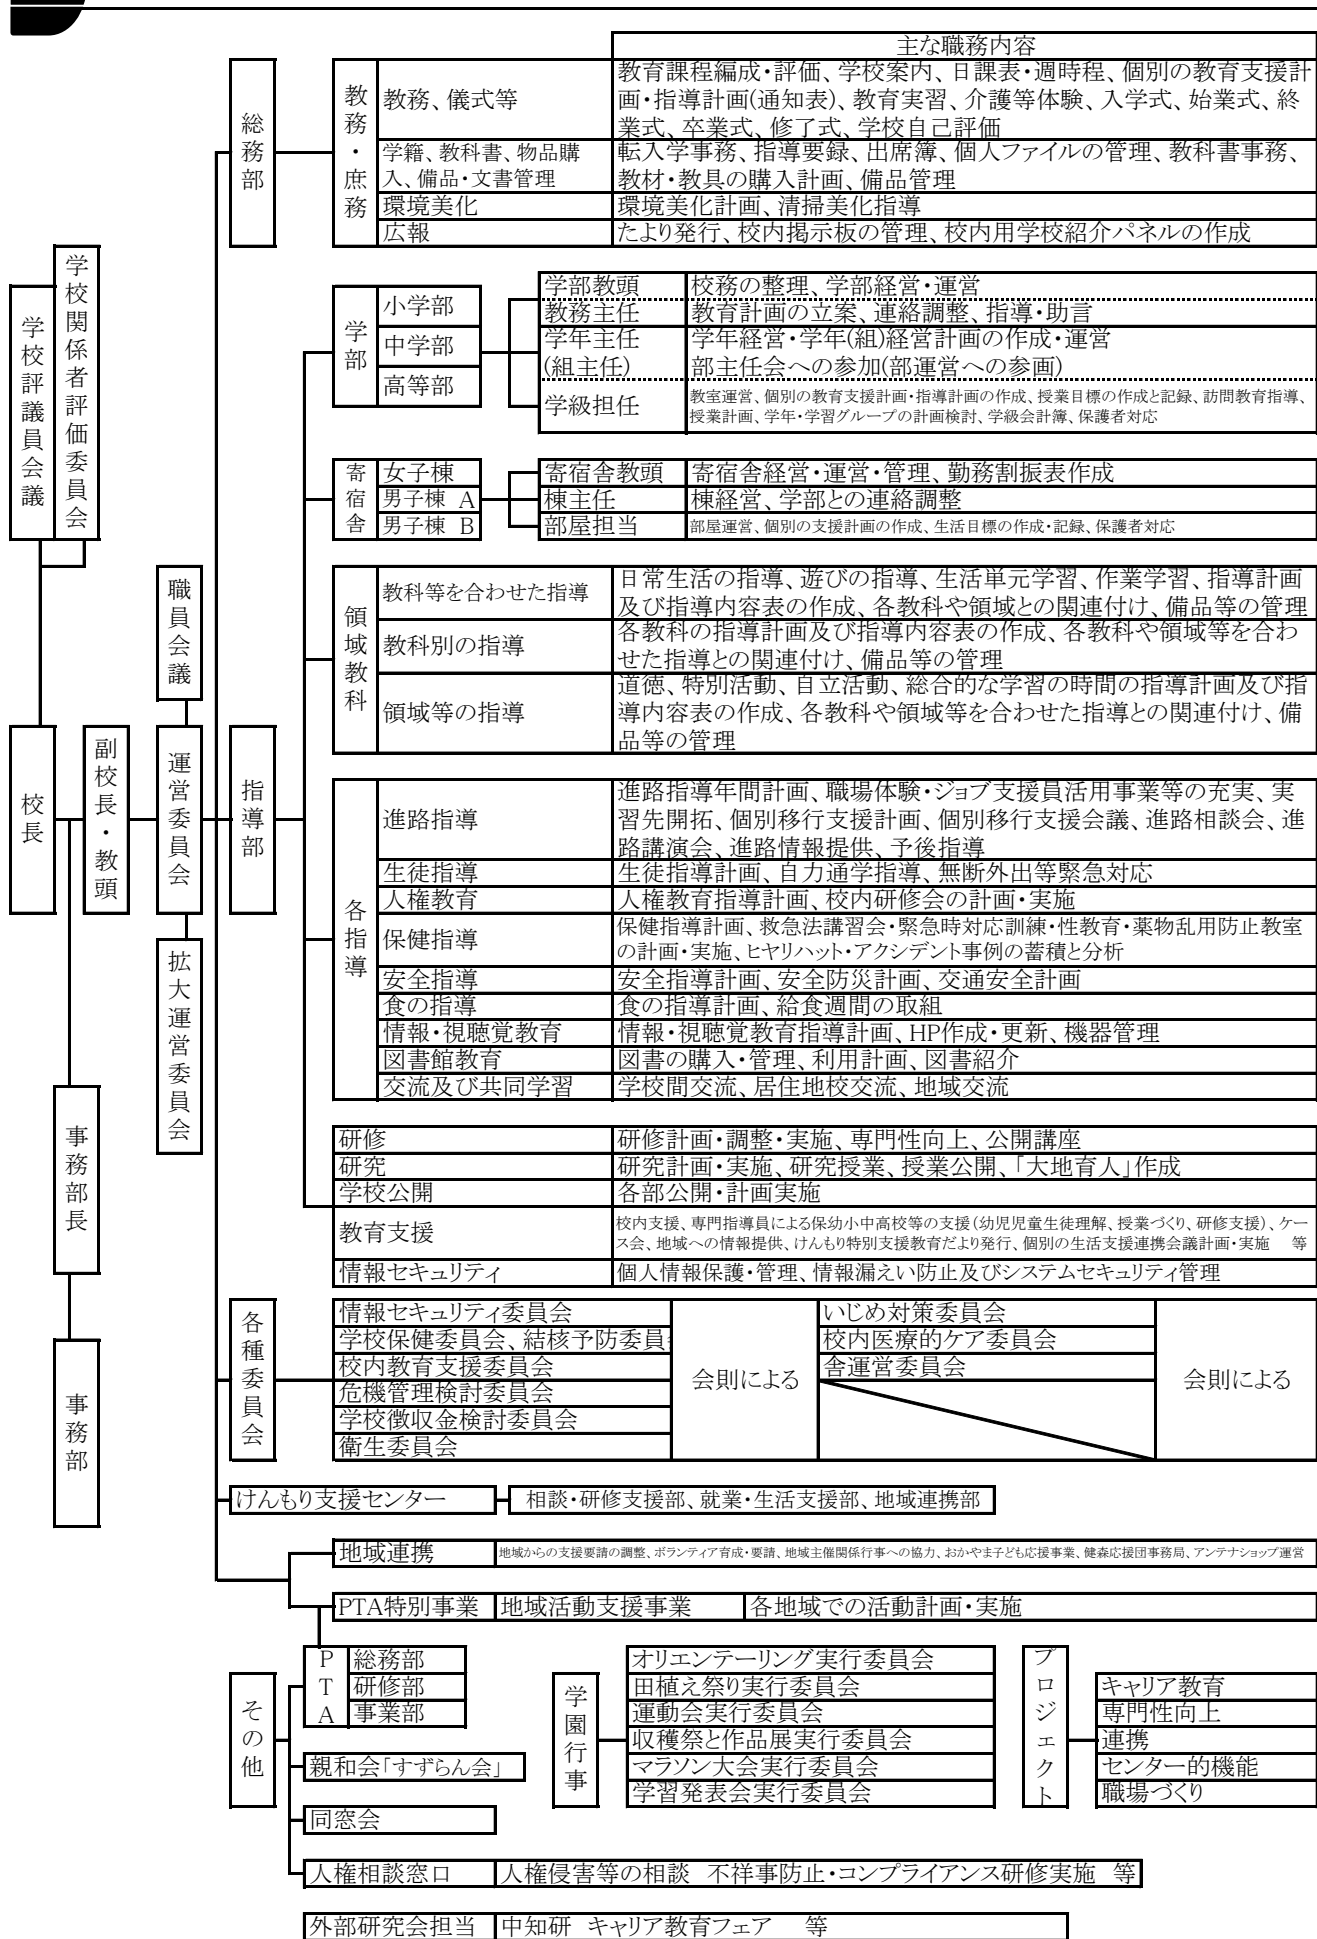 主な職務内容
総務部
教務・庶務
教務、儀式等
教育課程編成・評価、学校案内、日課表・週時程、個別の教育支援計
画・指導計画(通知表)、教育実習、介護等体験、入学式、始業式、終
業式、卒業式、修了式、学校自己評価
学籍、教科書、物品購
入、備品・文書管理
転入学事務、指導要録、出席簿、個人ファイルの管理、教科書事務、
教材・教具の購入計画、備品管理
環境美化
環境美化計画、清掃美化指導
広報
たより発行、校内掲示板の管理、校内用学校紹介パネルの作成
学校評議員会議
学校関係者評価委員会
学部
小学部
中学部
高等部
学部教頭
校務の整理、学部経営・運営
教務主任
教育計画の立案、連絡調整、指導・助言
学年主任
(組主任)
学年経営・学年(組)経営計画の作成・運営
部主任会への参加(部運営への参画)
学級担任
教室運営、個別の教育支援計画・指導計画の作成、授業目標の作成と記録、訪問教育指導、
授業計画、学年・学習グループの計画検討、学級会計簿、保護者対応
寄宿舎
女子棟
男子棟 A
男子棟 B
寄宿舎教頭
寄宿舎経営・運営・管理、勤務割振表作成
棟主任
棟経営、学部との連絡調整
部屋担当
部屋運営、個別の支援計画の作成、生活目標の作成・記録、保護者対応
職員会議
領域教科
教科等を合わせた指導
日常生活の指導、遊びの指導、生活単元学習、作業学習、指導計画
及び指導内容表の作成、各教科や領域との関連付け、備品等の管理
教科別の指導
各教科の指導計画及び指導内容表の作成、各教科や領域等を合わ
せた指導との関連付け、備品等の管理
領域等の指導
道徳、特別活動、自立活動、総合的な学習の時間の指導計画及び指
導内容表の作成、各教科や領域等を合わせた指導との関連付け、備
品等の管理
校長
副校長・教頭
運営委員会
指導部
拡大運営委員会
各指導
進路指導
進路指導年間計画、職場体験・ジョブ支援員活用事業等の充実、実
習先開拓、個別移行支援計画、個別移行支援会議、進路相談会、進
路講演会、進路情報提供、予後指導
生徒指導
生徒指導計画、自力通学指導、無断外出等緊急対応
人権教育
人権教育指導計画、校内研修会の計画・実施
保健指導
保健指導計画、救急法講習会・緊急時対応訓練・性教育・薬物乱用防止教室
の計画・実施、ヒヤリハット・アクシデント事例の蓄積と分析
安全指導
安全指導計画、安全防災計画、交通安全計画
食の指導
食の指導計画、給食週間の取組
情報・視聴覚教育
情報・視聴覚教育指導計画、HP作成・更新、機器管理
図書館教育
図書の購入・管理、利用計画、図書紹介
交流及び共同学習
学校間交流、居住地校交流、地域交流
事務部長
事務部
研修
研修計画・調整・実施、専門性向上、公開講座
研究
研究計画・実施、研究授業、授業公開、「大地育人」作成
学校公開
各部公開・計画実施
教育支援
校内支援、専門指導員による保幼小中高校等の支援(幼児児童生徒理解、授業づくり、研修支援)、ケー
ス会、地域への情報提供、けんもり特別支援教育だより発行、個別の生活支援連携会議計画・実施 等
情報セキュリティ
個人情報保護・管理、情報漏えい防止及びシステムセキュリティ管理
各種委員会
情報セキュリティ委員会
学校保健委員会、結核予防委員
校内教育支援委員会
危機管理検討委員会
学校徴収金検討委員会
衛生委員会
会則による
いじめ対策委員会
校内医療的ケア委員会
舎運営委員会
会則による
けんもり支援センター
相談・研修支援部、就業・生活支援部、地域連携部
地域連携
地域からの支援要請の調整、ボランティア育成・要請、地域主催関係行事への協力、おかやま子ども応援事業、健森応援団事務局、アンテナショップ運営
PTA特別事業
地域活動支援事業
各地域での活動計画・実施
その他
PTA
総務部
研修部
事業部
親和会「すずらん会」
同窓会
学園行事
オリエンテーリング実行委員会
田植え祭り実行委員会
運動会実行委員会
収穫祭と作品展実行委員会
マラソン大会実行委員会
学習発表会実行委員会
プロジェクト
キャリア教育
専門性向上
連携
センター的機能
職場づくり
人権相談窓口
人権侵害等の相談 不祥事防止・コンプライアンス研修実施 等
外部研究会担当
中知研 キャリア教育フェア 等